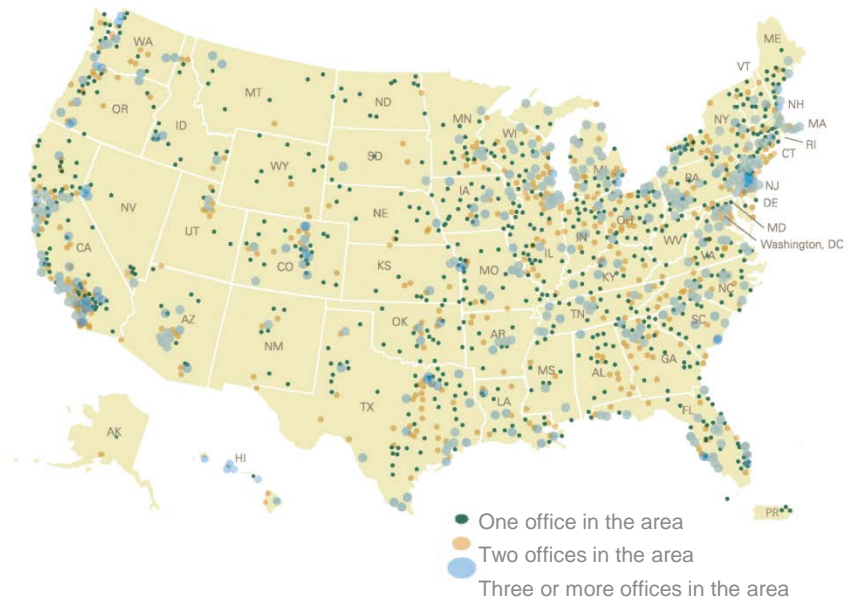 WA
ME
VT
MT
ND
NH
OR
MN
NY
MA
ID
WI
SD
RI
WY
MI
CT
IA
PA
NJ
NE
NV
OH
DE
UT
IL
IN
MD
CA
CO
WV
Washington, DC
KS
MO
VA
KY
NC
TN
AZ
OK
NM
AR
SC
MS
AL
GA
TX
LA
FL
AK
HI
PR
One office in the area
Two offices in the area
Three or more offices in the area